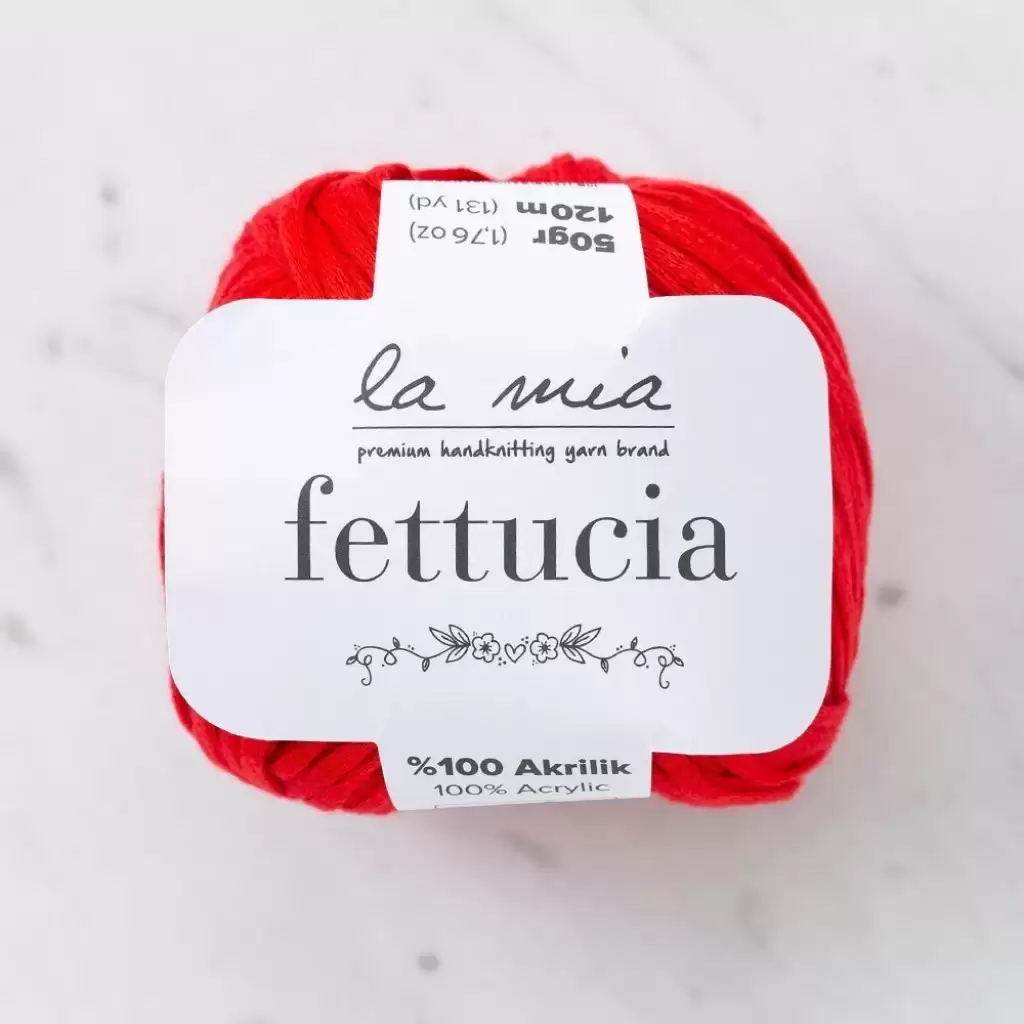 50gr (1,76 oz)
120m (131 yd)
la mia
premium handknitting yarn brand
fettucia
%100 Akrilik
100% Acrylic